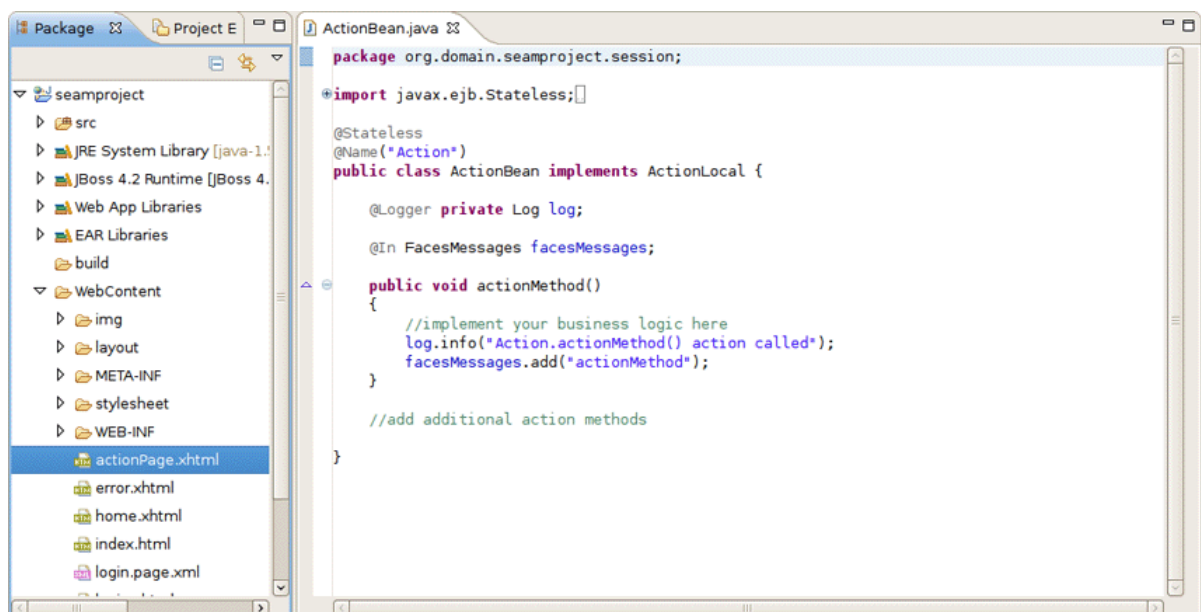 Package
Project E
seamproject
src
JRE System Library [java-1.5
JBoss 4.2 Runtime [JBoss 4.
Web App Libraries
EAR Libraries
build
WebContent
img
layout
META-INF
stylesheet
WEB-INF
actionPage.xhtml
error.xhtml
home.xhtml
index.html
login.page.xml
ActionBean.java
package org.domain.seamproject.session;
import javax.ejb.Stateless;
@Stateless
@Name("Action")
public class ActionBean implements ActionLocal {
@Logger private Log log;
@In FacesMessages facesMessages;
public void actionMethod()
{
//implement your business logic here
log.info("Action.actionMethod() action called");
facesMessages.add("actionMethod");
}
//add additional action methods
}